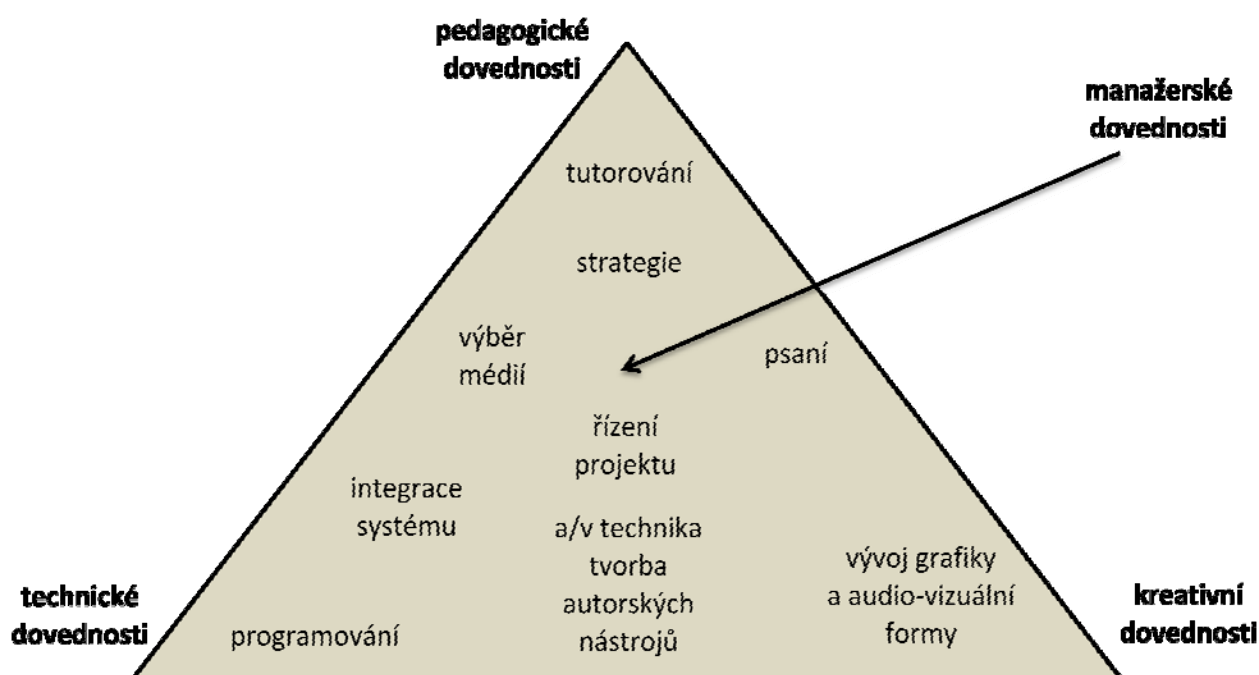 pedagogické
dovednosti
manažerské
dovednosti
tutorování
strategie
výběr
médií
psaní
řízení
projektu
integrace
systému
a/v technika
tvorba
autorských
nástrojů
vývoj grafiky
a audio-vizuální
formy
technické
dovednosti
programování
kreativní
dovednosti